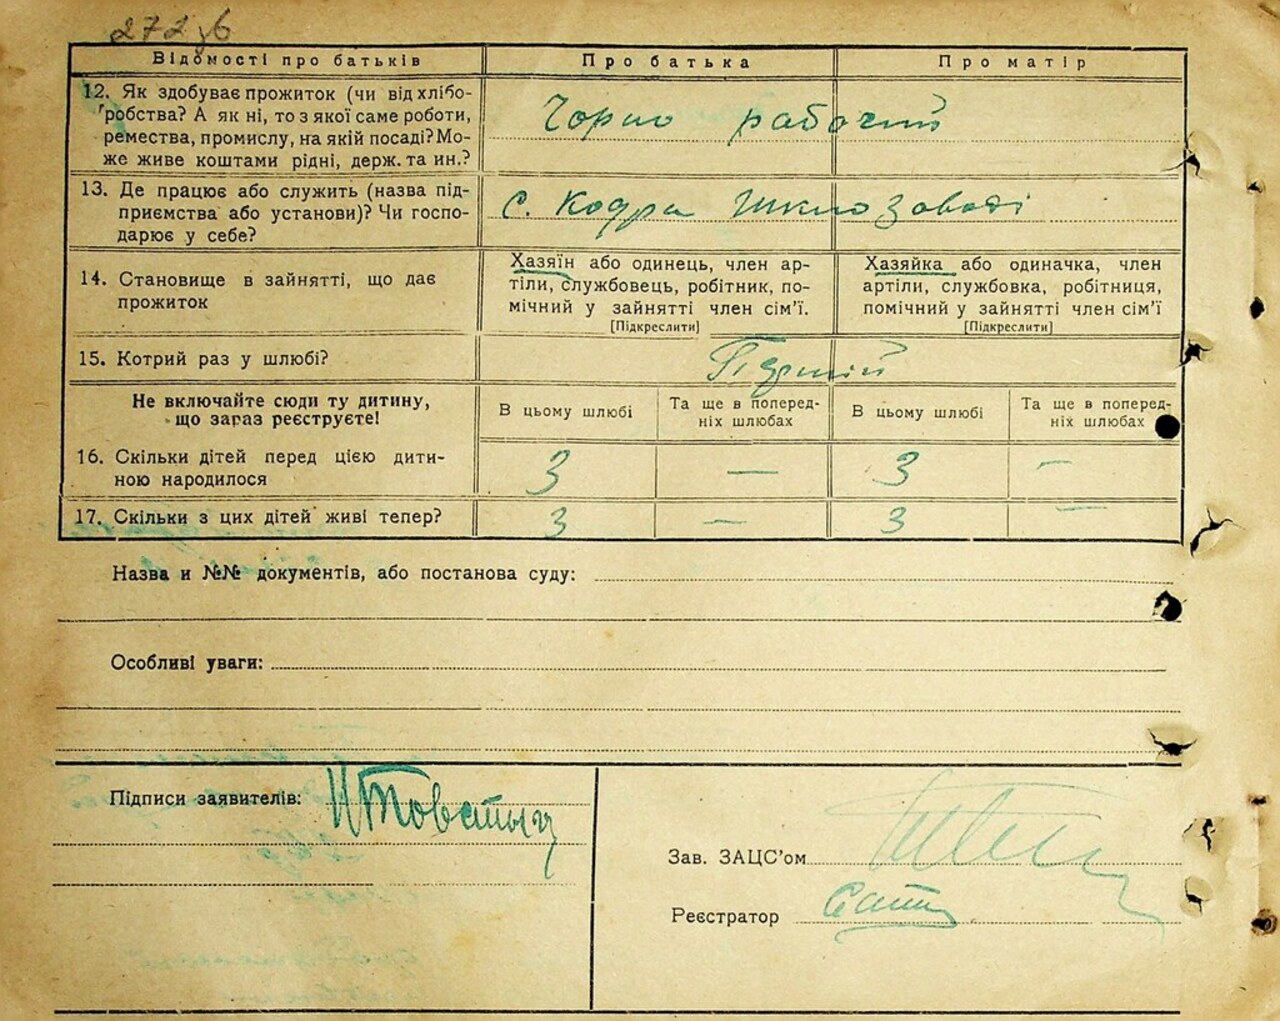 272 зв
Відомості про батьків Про батька Про матір
12. Як здобуває прожиток (чи від хлібо-
робства? А як ні, то з якої саме роботи,
ремества, промислу, на якій посаді? Мо-
же живе коштами рідні, держ. та ин.?
Чорно рабочий
13. Де працює або служить (назва під-
приємства або установи)? Чи госпо-
дарює у себе?
с. Кодра Шкло Заводі
14. Становище в зайнятті, що дає
прожиток
Хазяїн або одинець, член ар-
тіли, службовець, робітник, по-
мічний у зайнятті член сім'ї.
[Підкреслити]
Хазяйка або одиначка, член
артіли, службовка, робітниця,
помічний у зайнятті член сім'ї
[Підкреслити]
15. Котрий раз у шлюбі?
Перший
Не включайте сюди ту дитину,
що зараз реєструєте!
В цьому шлюбі
Та ще в поперед-
ніх шлюбах
В цьому шлюбі
Та ще в поперед-
ніх шлюбах
16. Скільки дітей перед цією дити-
ною народилося
3 — 3 —
17. Скільки з цих дітей живі тепер?
3 — 3 —
Назва и №№ документів, або постанова суду:
Особливі уваги:
Підписи заявителів:
Зав. ЗАЦС'ом
Реєстратор